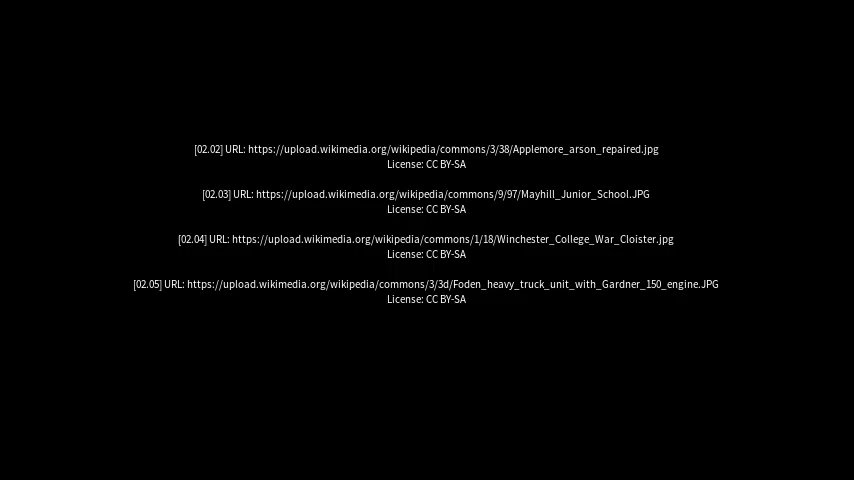 [02.02] URL: https://upload.wikimedia.org/wikipedia/commons/3/38/Applemore_arson_repaired.jpg
License: CC BY-SA
[02.03] URL: https://upload.wikimedia.org/wikipedia/commons/9/97/Mayhill_Junior_School.JPG
License: CC BY-SA
[02.04] URL: https://upload.wikimedia.org/wikipedia/commons/1/18/Winchester_College_War_Cloister.jpg
License: CC BY-SA
[02.05] URL: https://upload.wikimedia.org/wikipedia/commons/3/3d/Foden_heavy_truck_unit_with_Gardner_150_engine.JPG
License: CC BY-SA